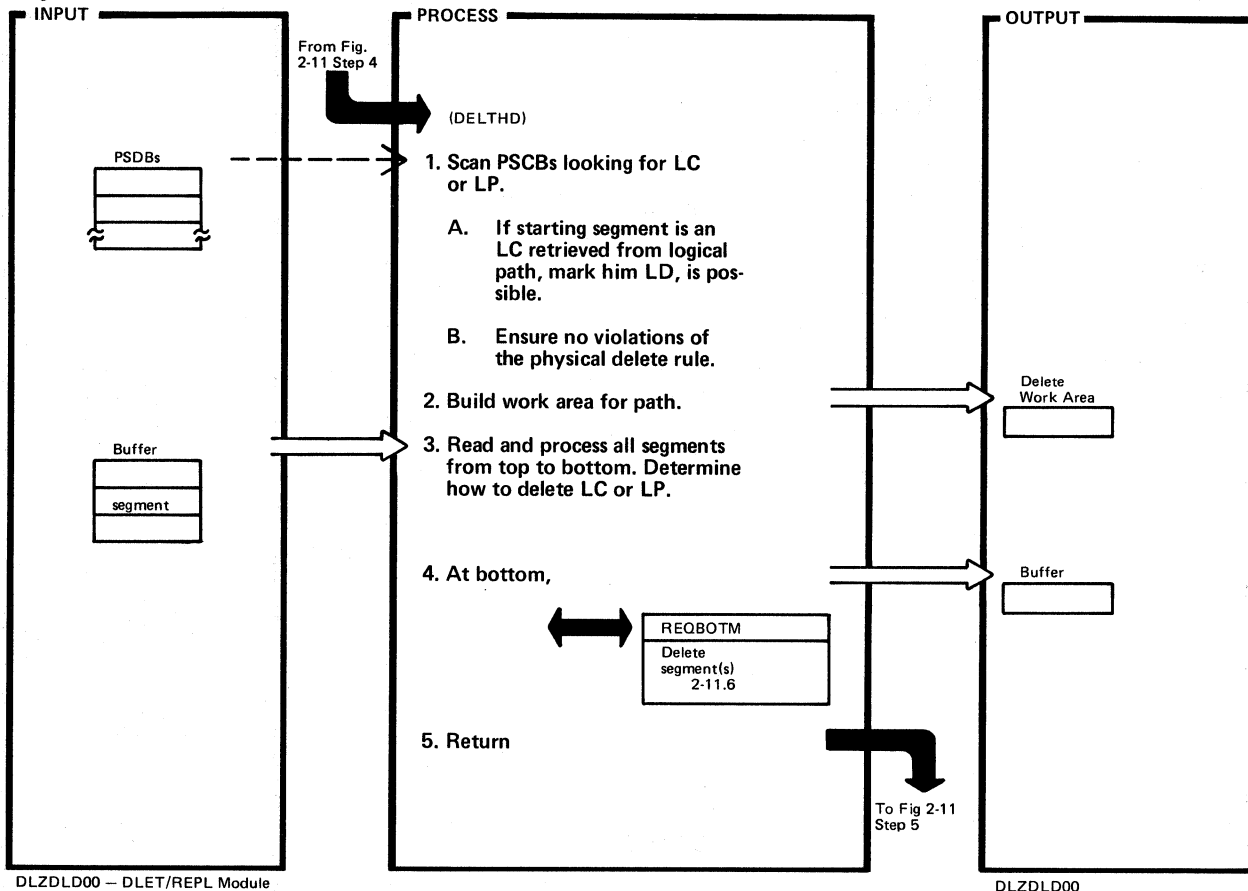 INPUT
PROCESS
OUTPUT
From Fig.
2-11 Step 4
(DELTHD)
PSDBs
1. Scan PSCBs looking for LC
or LP.
A. If starting segment is an
LC retrieved from logical
path, mark him LD, is pos-
sible.
B. Ensure no violations of
the physical delete rule.
2. Build work area for path.
Delete
Work Area
Buffer
segment
3. Read and process all segments
from top to bottom. Determine
how to delete LC or LP.
4. At bottom,
Buffer
REQBOTM
Delete
segment(s)
2-11.6
5. Return
To Fig 2-11
Step 5
DLZDLD00 – DLET/REPL Module
DLZDLD00